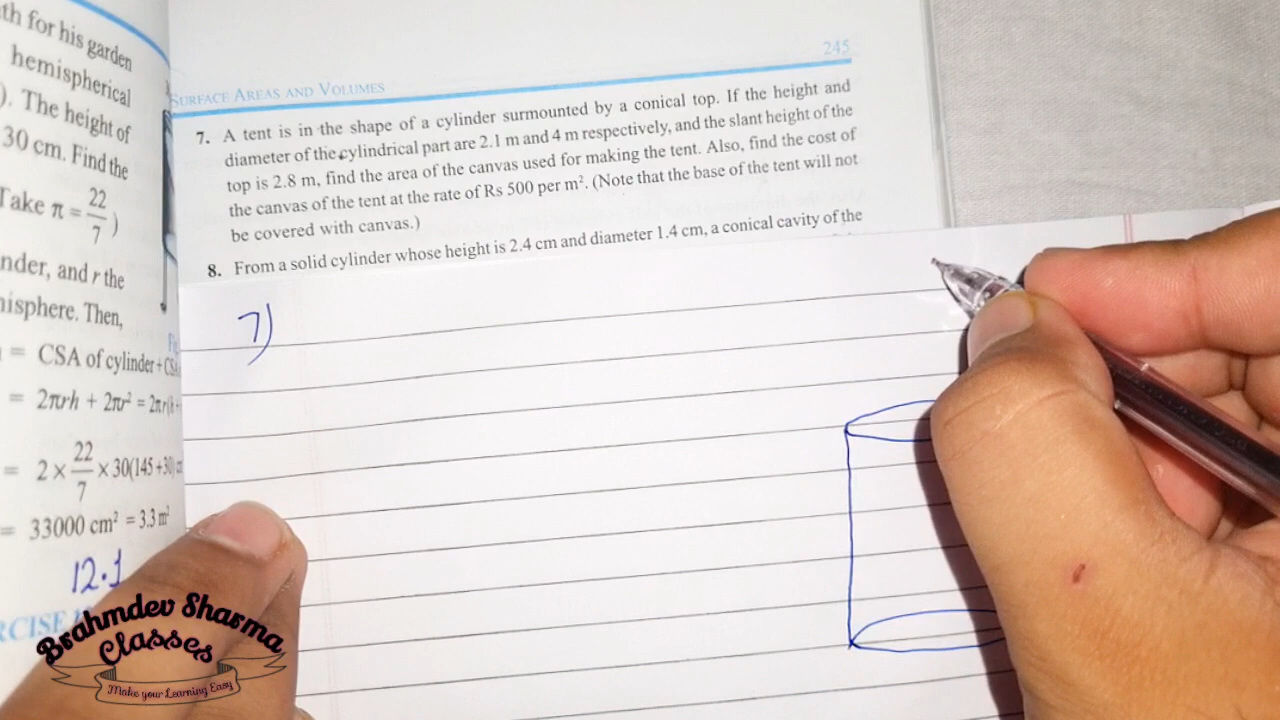 th for his garden
hemispherical
). The height of
30 cm. Find the
Take π = 22/7 )
nder, and r the
hisphere. Then,
= CSA of cylinder + CS
= 2πrh + 2πr² = 2πr(h +
= 2 × 22/7 × 30(145 + 30)
= 33000 cm² = 3.3 m²
12.1
RCISE
245
SURFACE AREAS AND VOLUMES
7. A tent is in the shape of a cylinder surmounted by a conical top. If the height and
diameter of the cylindrical part are 2.1 m and 4 m respectively, and the slant height of the
top is 2.8 m, find the area of the canvas used for making the tent. Also, find the cost of
the canvas of the tent at the rate of Rs 500 per m². (Note that the base of the tent will not
be covered with canvas.)
8. From a solid cylinder whose height is 2.4 cm and diameter 1.4 cm, a conical cavity of the
7)
Brahmdev Sharma
Classes
Make your Learning Easy